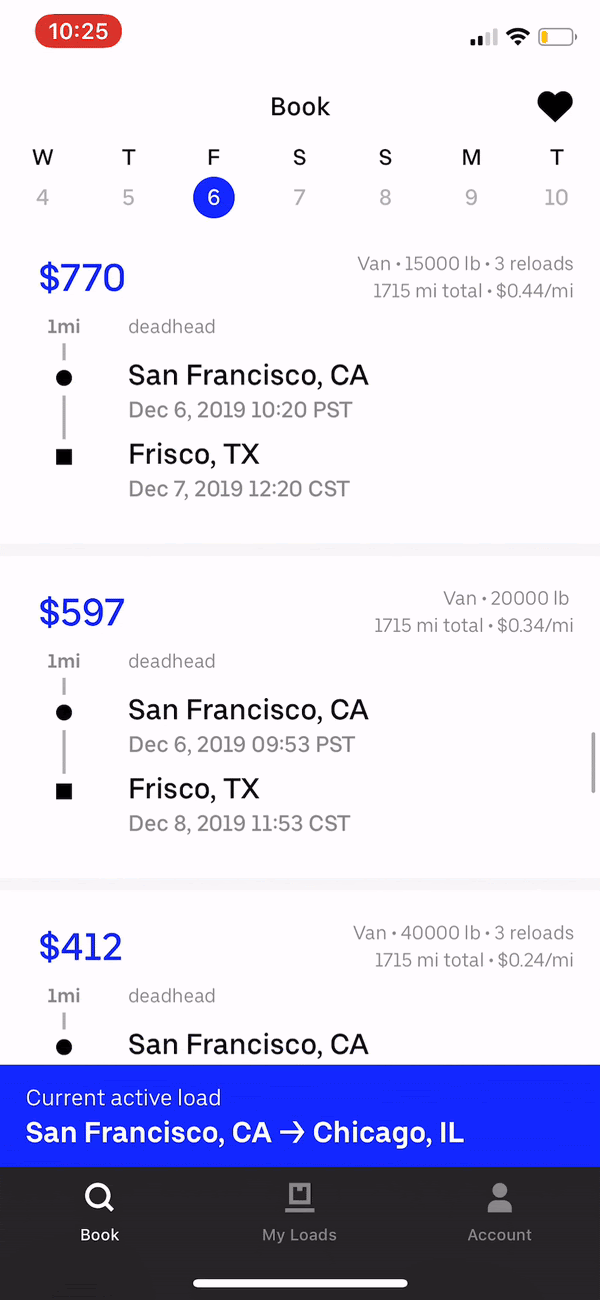 10:25
Book
W T F S S M T
4 5 6 7 8 9 10
$770
Van • 15000 lb • 3 reloads
1715 mi total • $0.44/mi
1mi deadhead
San Francisco, CA
Dec 6, 2019 10:20 PST
Frisco, TX
Dec 7, 2019 12:20 CST
$597
Van • 20000 lb
1715 mi total • $0.34/mi
1mi deadhead
San Francisco, CA
Dec 6, 2019 09:53 PST
Frisco, TX
Dec 8, 2019 11:53 CST
$412
Van • 40000 lb • 3 reloads
1715 mi total • $0.24/mi
1mi deadhead
San Francisco, CA
Current active load
San Francisco, CA → Chicago, IL
Book My Loads Account